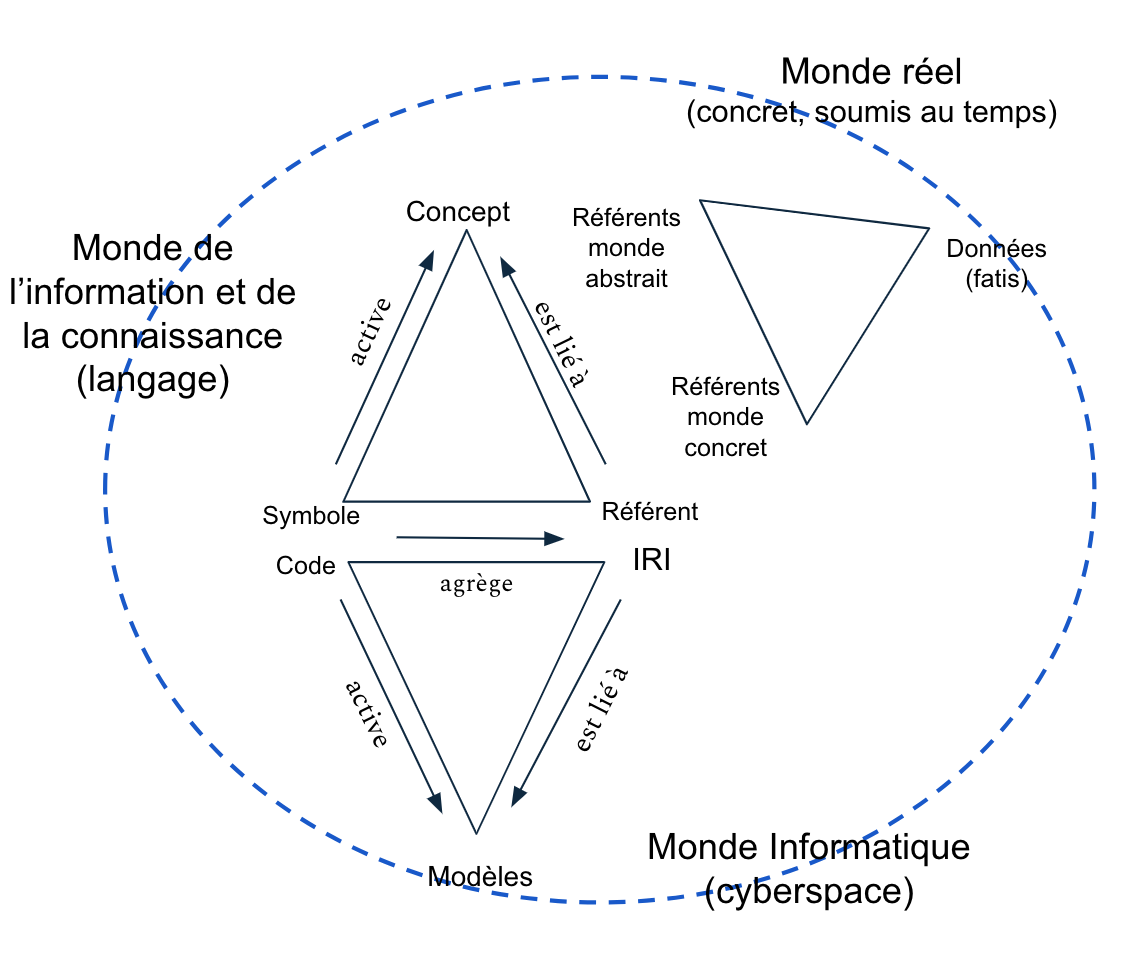 Monde réel
(concret, soumis au temps)
Concept
Référents
monde
abstrait
Données
(fatis)
Monde de
l’information et de
la connaissance
(langage)
active
est lié à
Référents
monde
concret
Symbole
Référent
Code
IRI
agrège
active
est lié à
Modèles
Monde Informatique
(cyberspace)